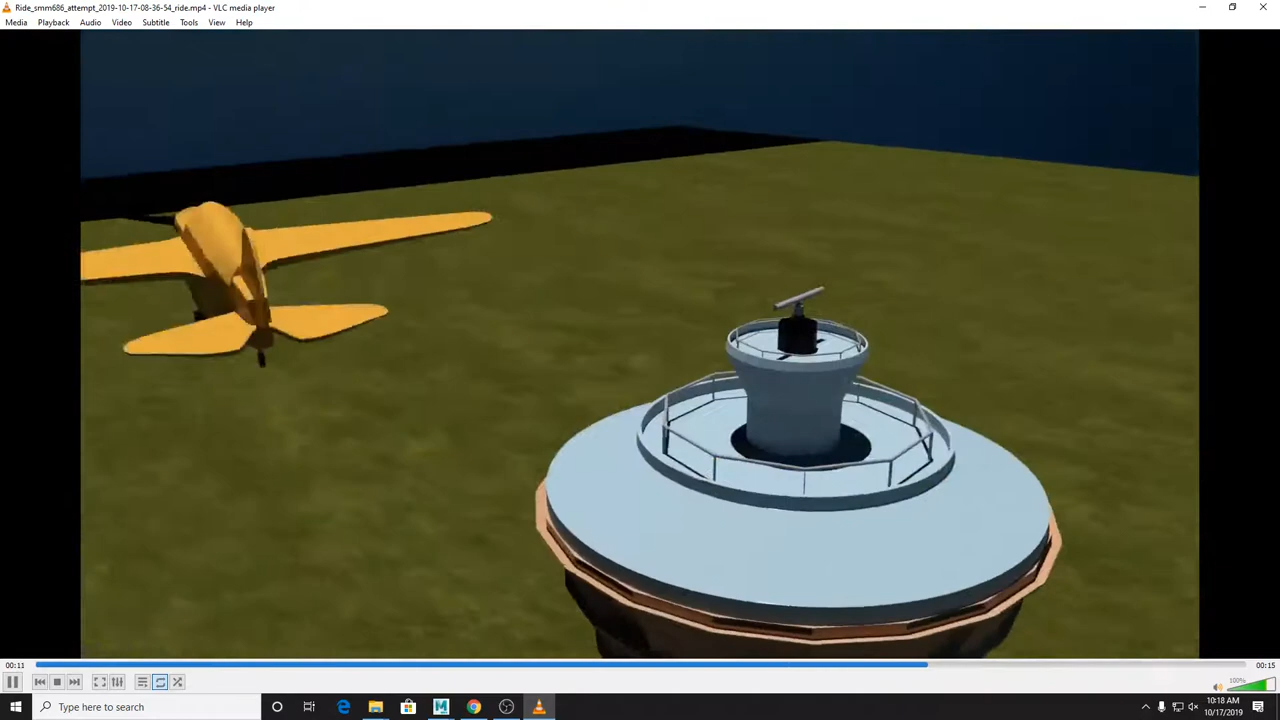 Ride_smm686_attempt_2019-10-17-08-36-54_ride.mp4 - VLC media player
Media Playback Audio Video Subtitle Tools View Help
00:11 00:15
100%
Type here to search
10:18 AM
10/17/2019